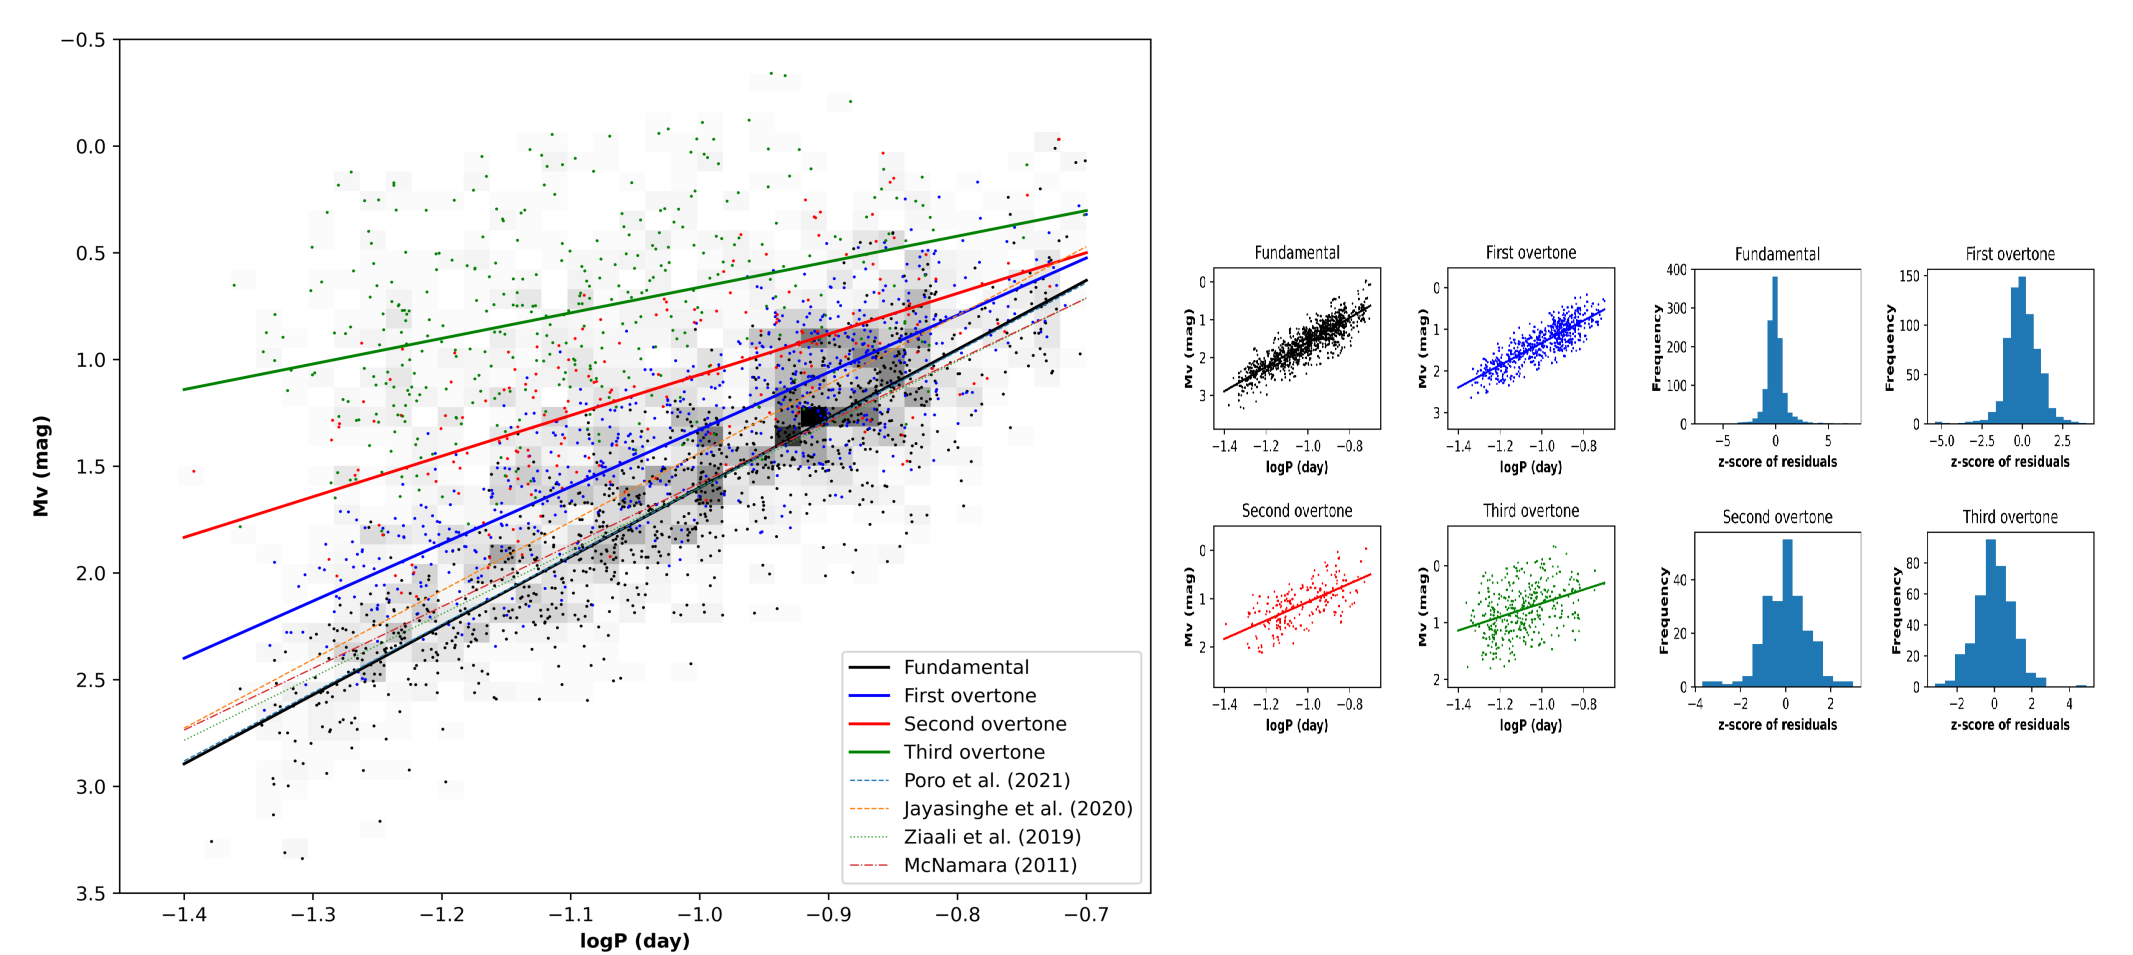 −0.5
0.0
0.5
1.0
1.5
2.0
2.5
3.0
3.5
Mv (mag)
−1.4 −1.3 −1.2 −1.1 −1.0 −0.9 −0.8 −0.7
logP (day)
Fundamental
First overtone
Second overtone
Third overtone
Poro et al. (2021)
Jayasinghe et al. (2020)
Ziaali et al. (2019)
McNamara (2011)
Fundamental
0
1
2
3
Mv (mag)
−1.4 −1.2 −1.0 −0.8
logP (day)
First overtone
0
1
2
3
Mv (mag)
−1.4 −1.2 −1.0 −0.8
logP (day)
Fundamental
400
300
200
100
0
Frequency
−5 0 5
z-score of residuals
First overtone
150
100
50
0
Frequency
−5.0 −2.5 0.0 2.5
z-score of residuals
Second overtone
0
1
2
Mv (mag)
−1.4 −1.2 −1.0 −0.8
logP (day)
Third overtone
0
1
2
Mv (mag)
−1.4 −1.2 −1.0 −0.8
logP (day)
Second overtone
40
20
0
Frequency
−4 −2 0 2
z-score of residuals
Third overtone
80
60
40
20
0
Frequency
−2 0 2 4
z-score of residuals